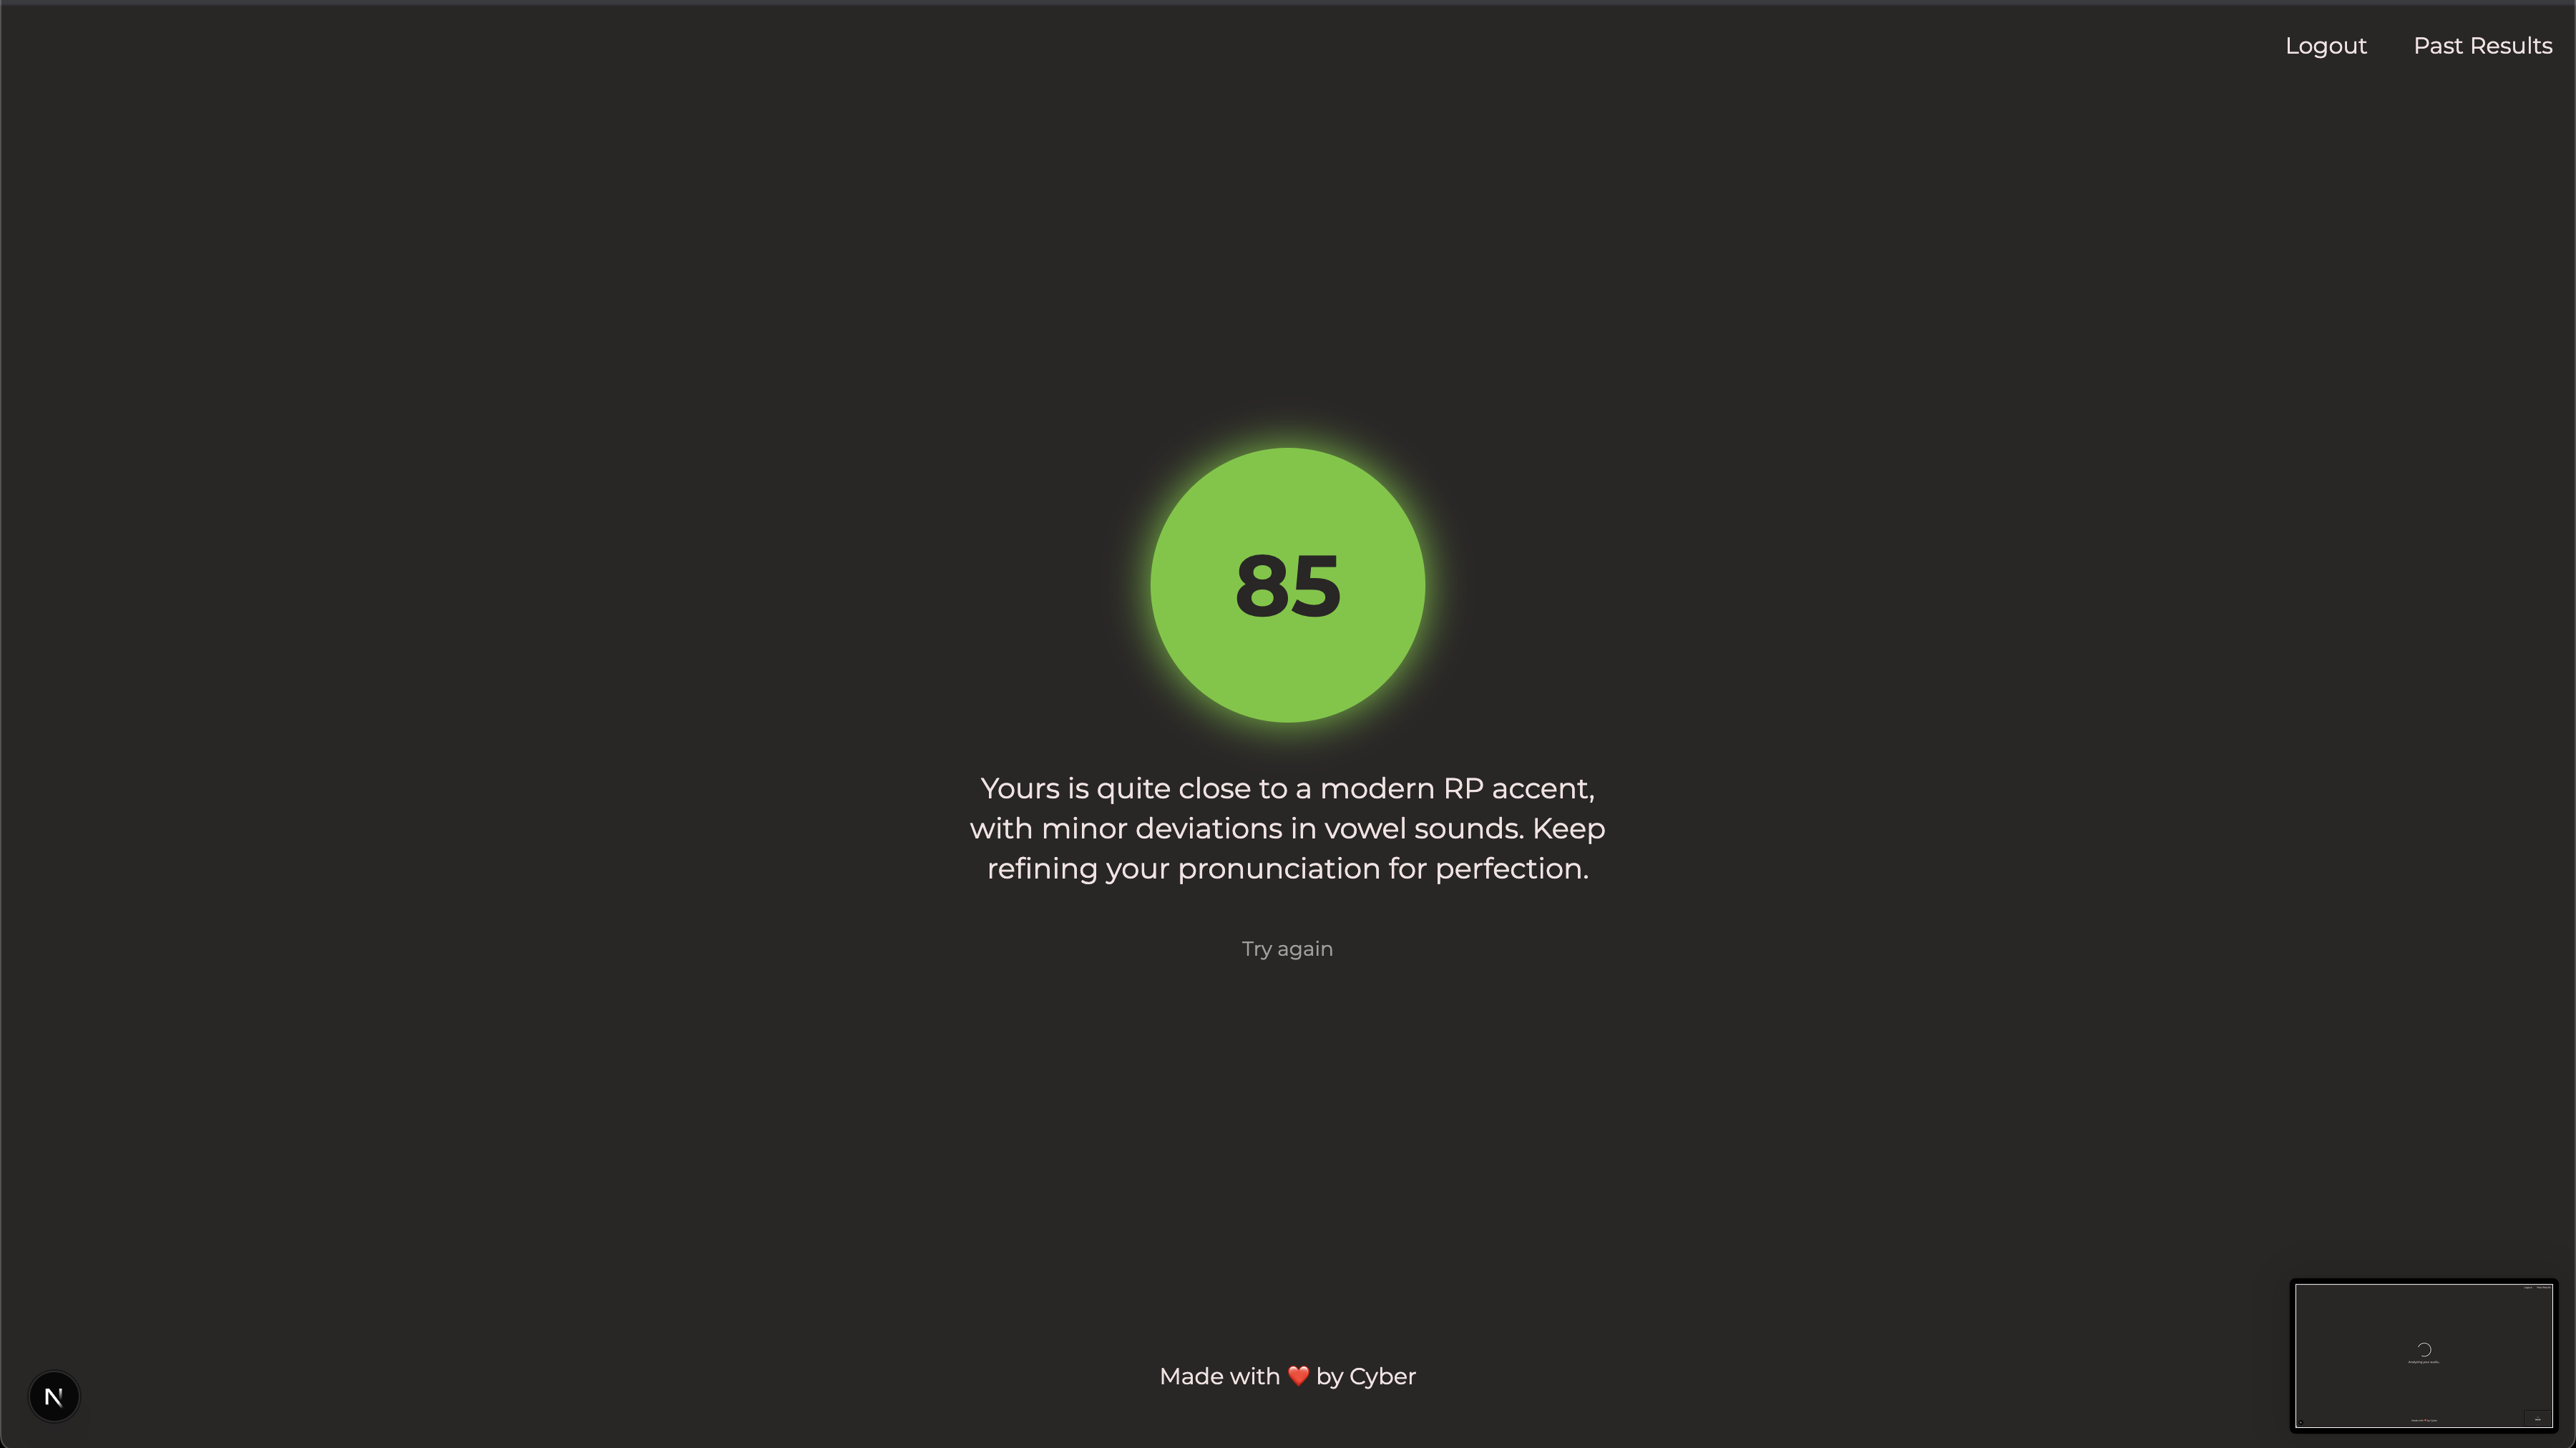 Logout Past Results
85
Yours is quite close to a modern RP accent,
with minor deviations in vowel sounds. Keep
refining your pronunciation for perfection.
Try again
Made with ❤️ by Cyber
N